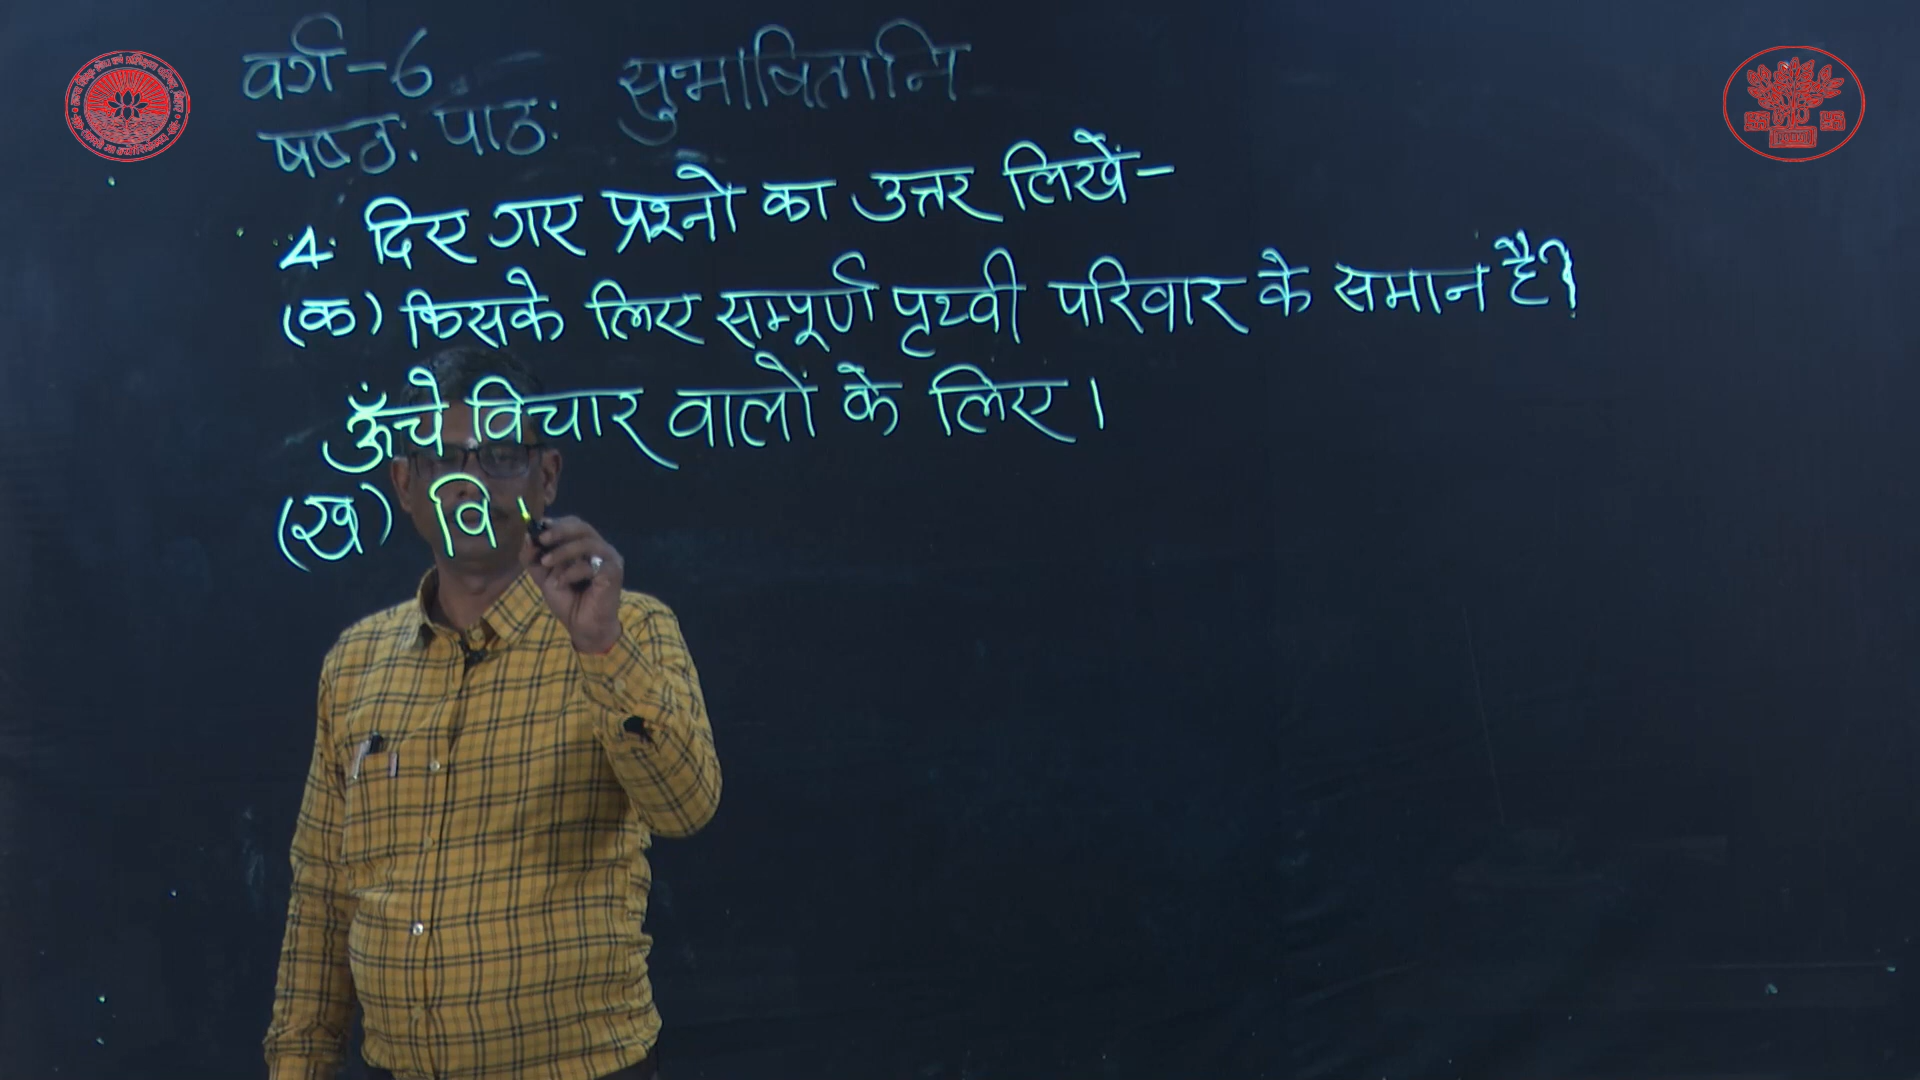 वर्ग-6
षष्ठः पाठः सुभाषितानि
4. दिए गए प्रश्नों का उत्तर लिखें-
(क) किसके लिए सम्पूर्ण पृथ्वी परिवार के समान है?
ऊँचे विचार वालों के लिए।
(ख) वि